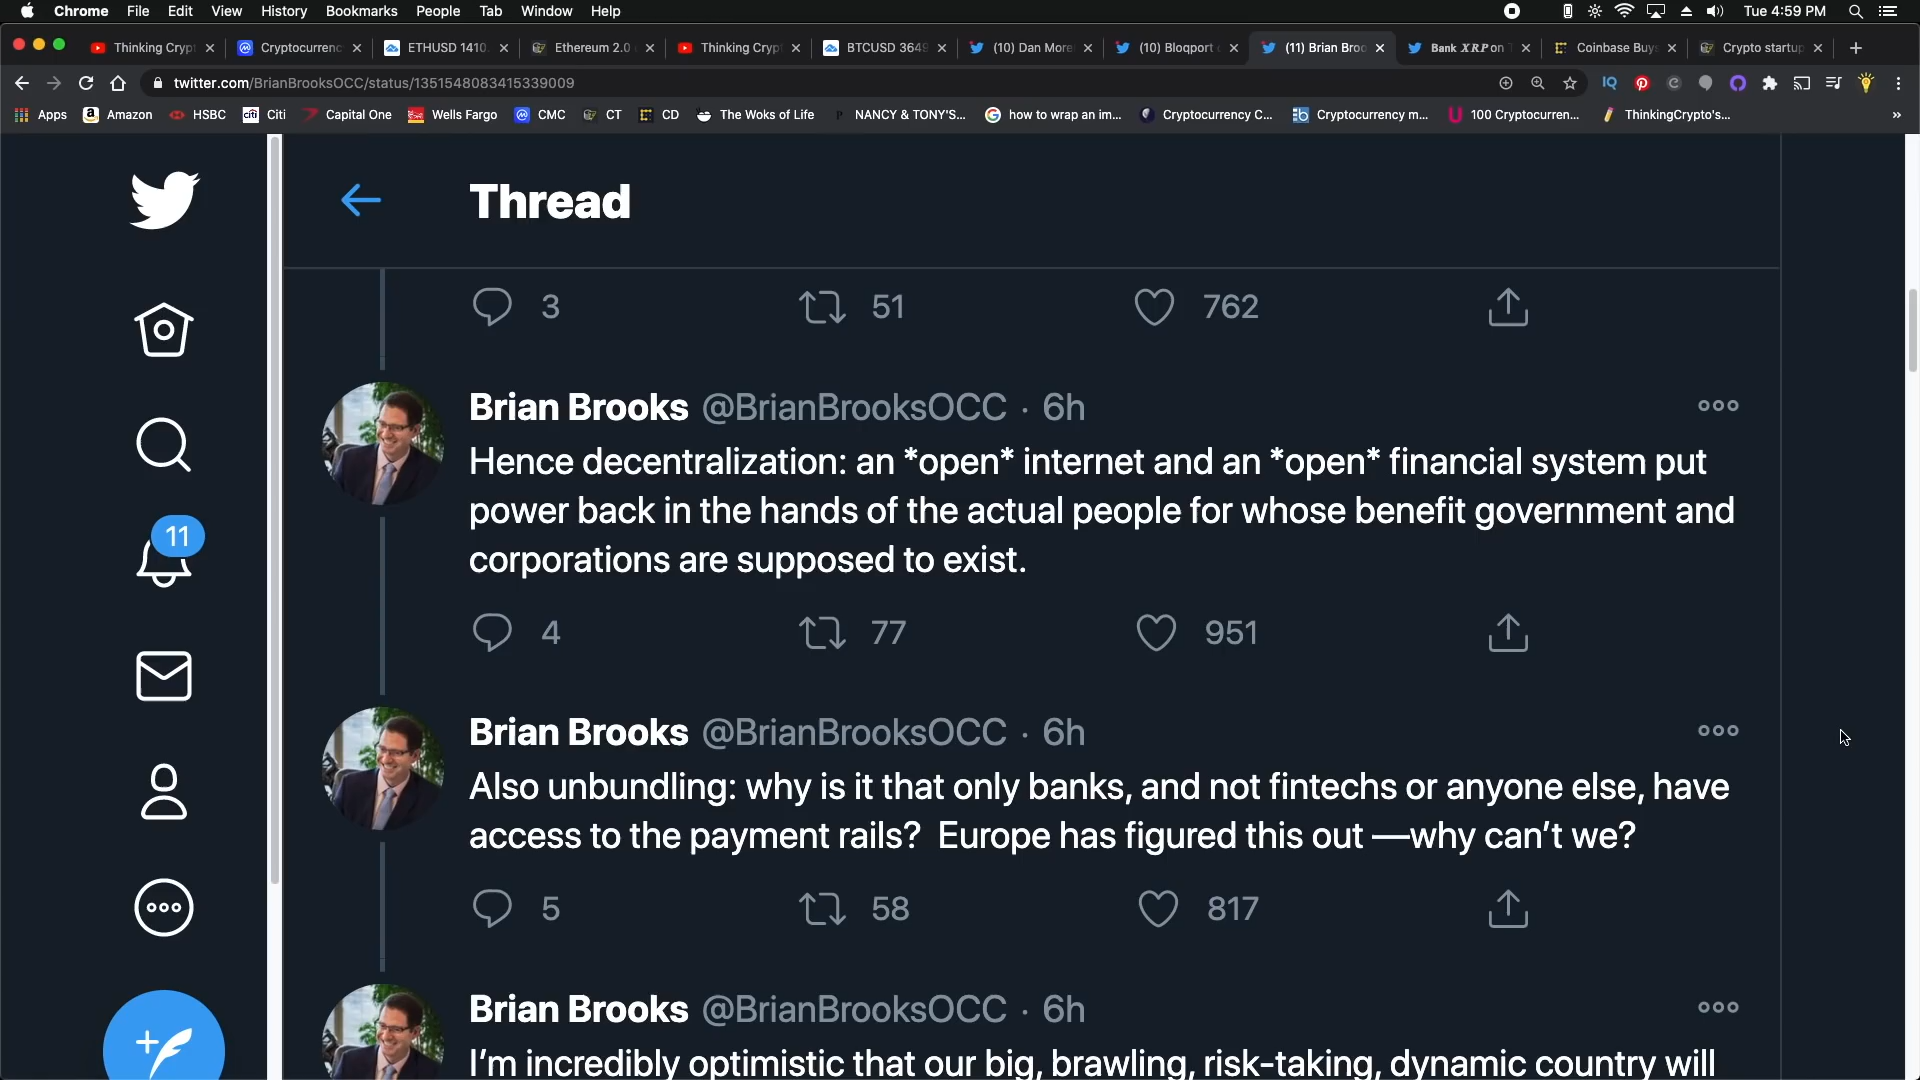 Chrome File Edit View History Bookmarks People Tab Window Help Tue 4:59 PM
Thinking Cryp Cryptocurrenc ETHUSD 1410. Ethereum 2.0 Thinking Cryp BTCUSD 3649 (10) Dan More (10) Bloqport (11) Brian Broo Bank XRP on Coinbase Buys Crypto startup
twitter.com/BrianBrooksOCC/status/1351548083415339009
Apps Amazon HSBC Citi Capital One Wells Fargo CMC CT CD The Woks of Life NANCY & TONY'S... how to wrap an im... Cryptocurrency C... Cryptocurrency m... 100 Cryptocurren... ThinkingCrypto's... »
Thread
3 51 762
Brian Brooks @BrianBrooksOCC · 6h
Hence decentralization: an *open* internet and an *open* financial system put
power back in the hands of the actual people for whose benefit government and
corporations are supposed to exist.
11
4 77 951
Brian Brooks @BrianBrooksOCC · 6h
Also unbundling: why is it that only banks, and not fintechs or anyone else, have
access to the payment rails? Europe has figured this out —why can't we?
5 58 817
Brian Brooks @BrianBrooksOCC · 6h
I'm incredibly optimistic that our big, brawling, risk-taking, dynamic country will